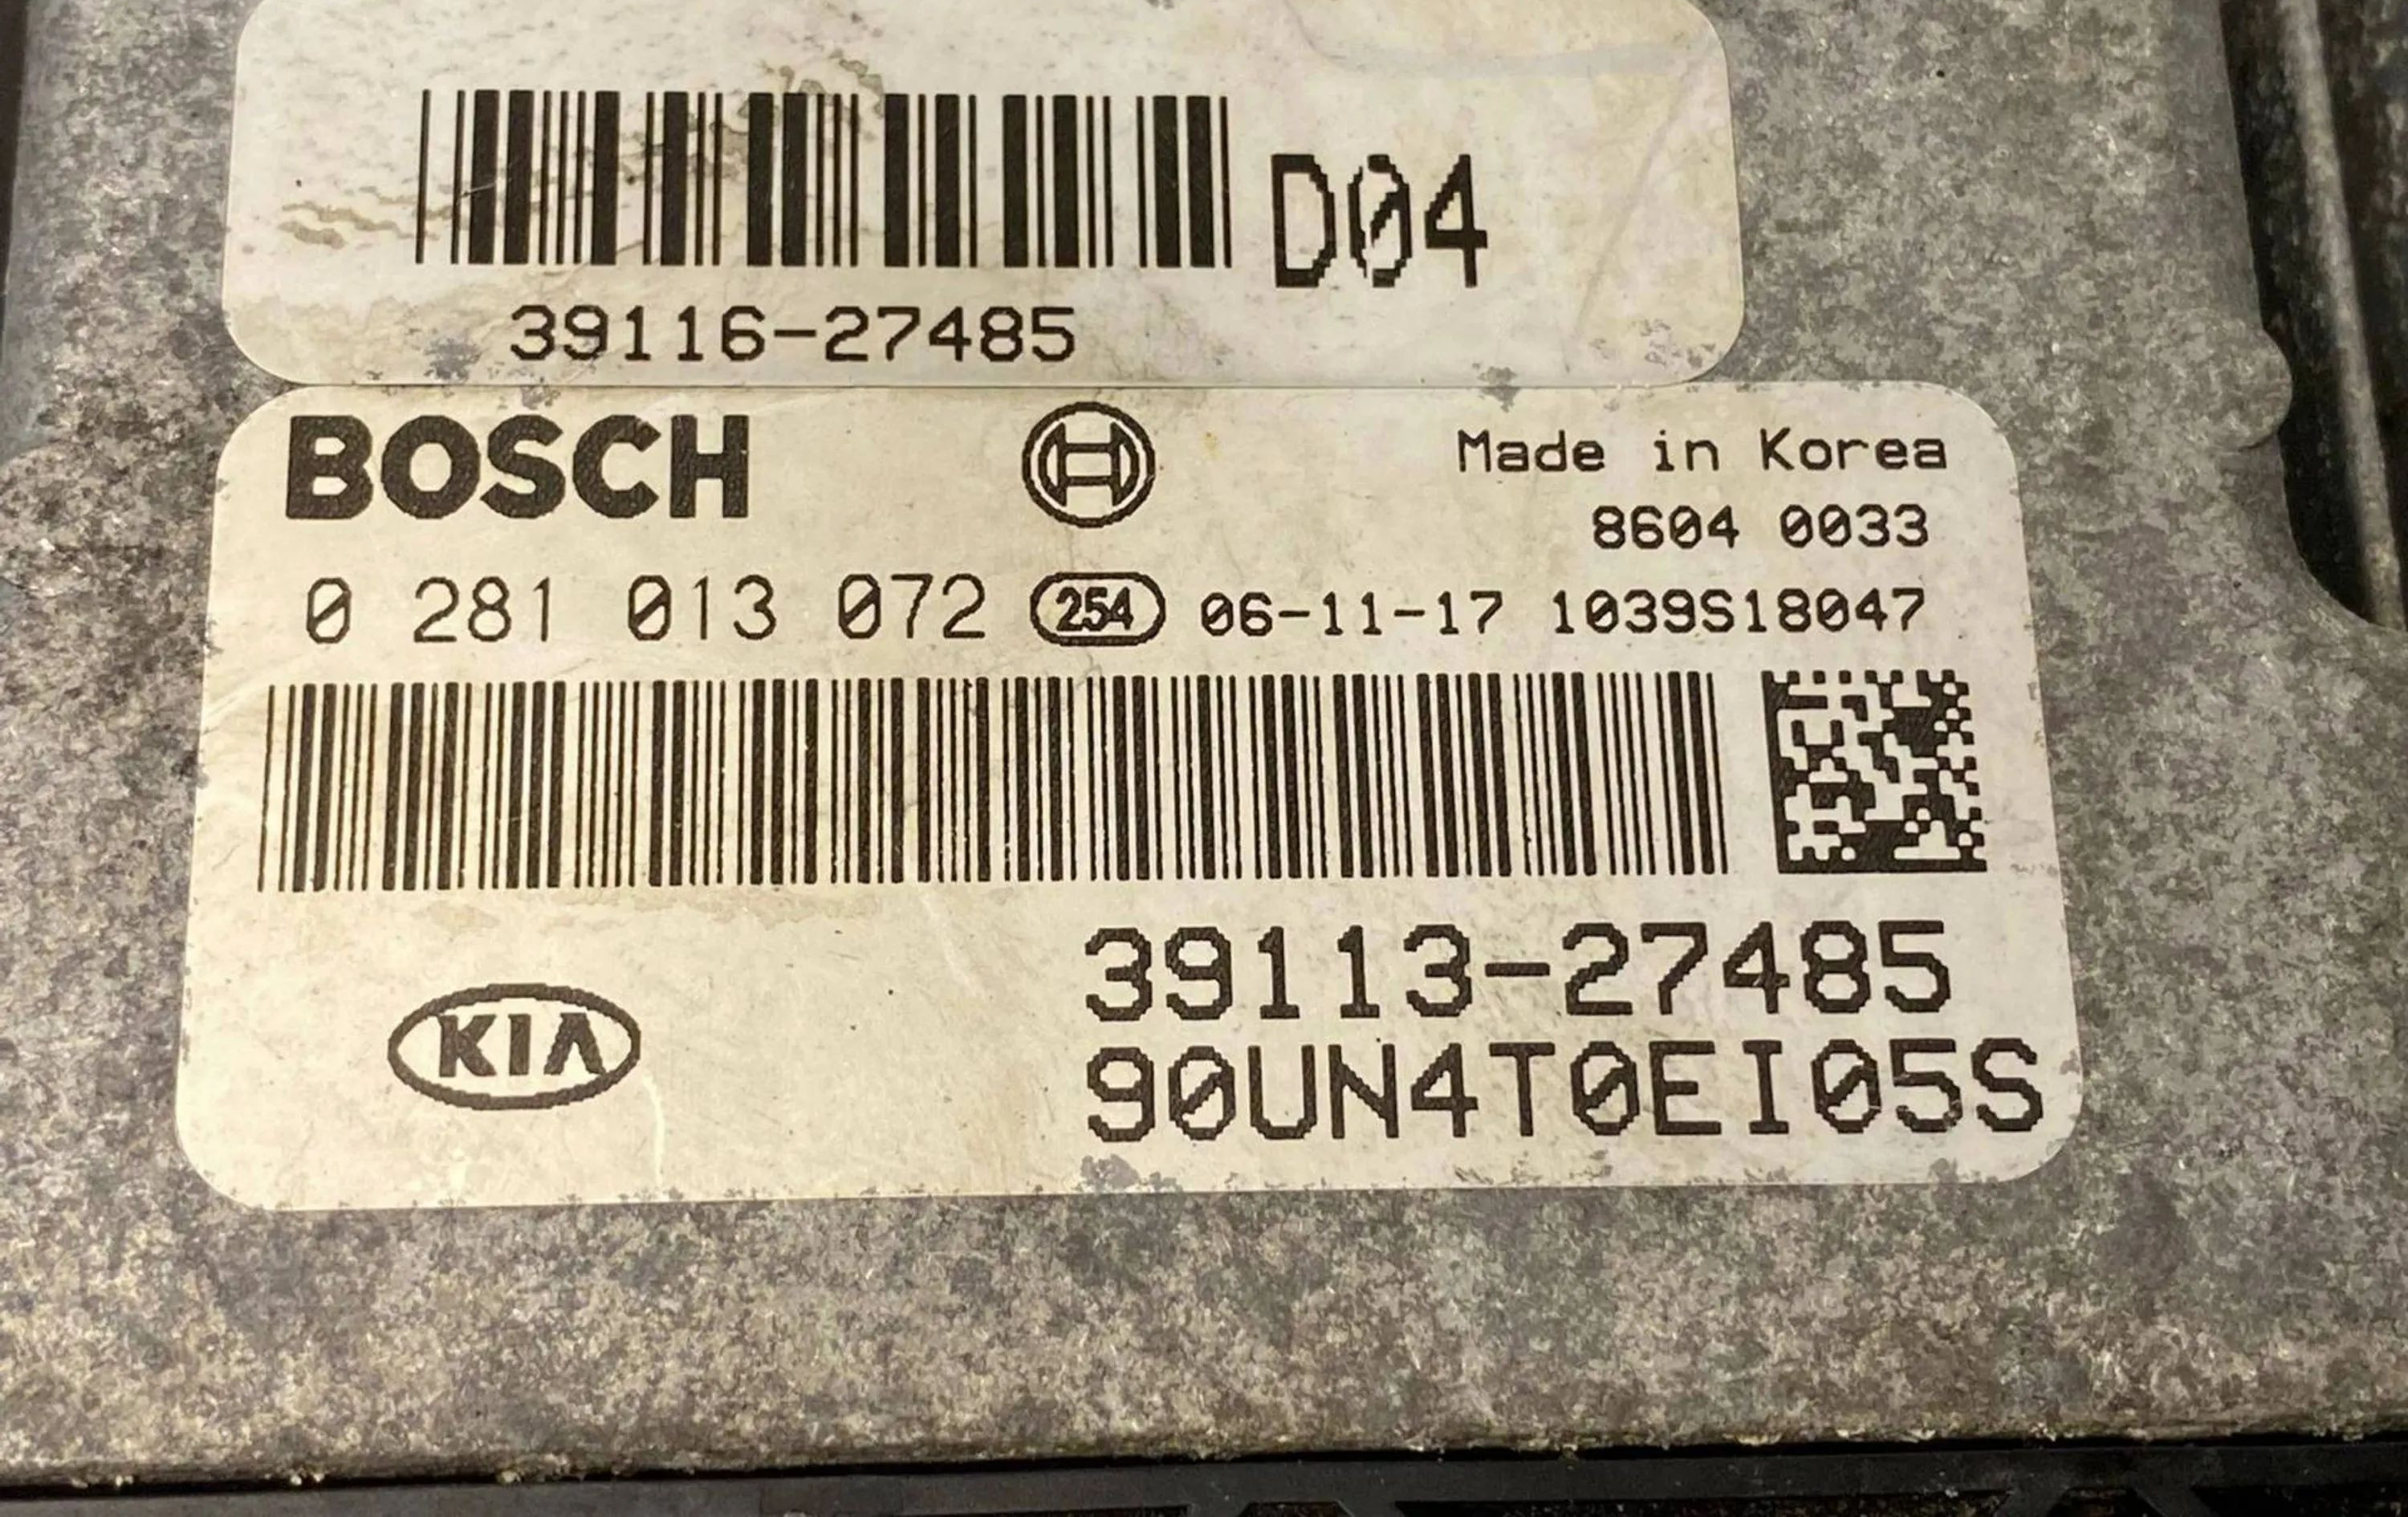 D04
39116-27485
BOSCH
Made in Korea
8604 0033
0 281 013 072 254 06-11-17 1039S18047
39113-27485
KIA
90UN4T0EI05S